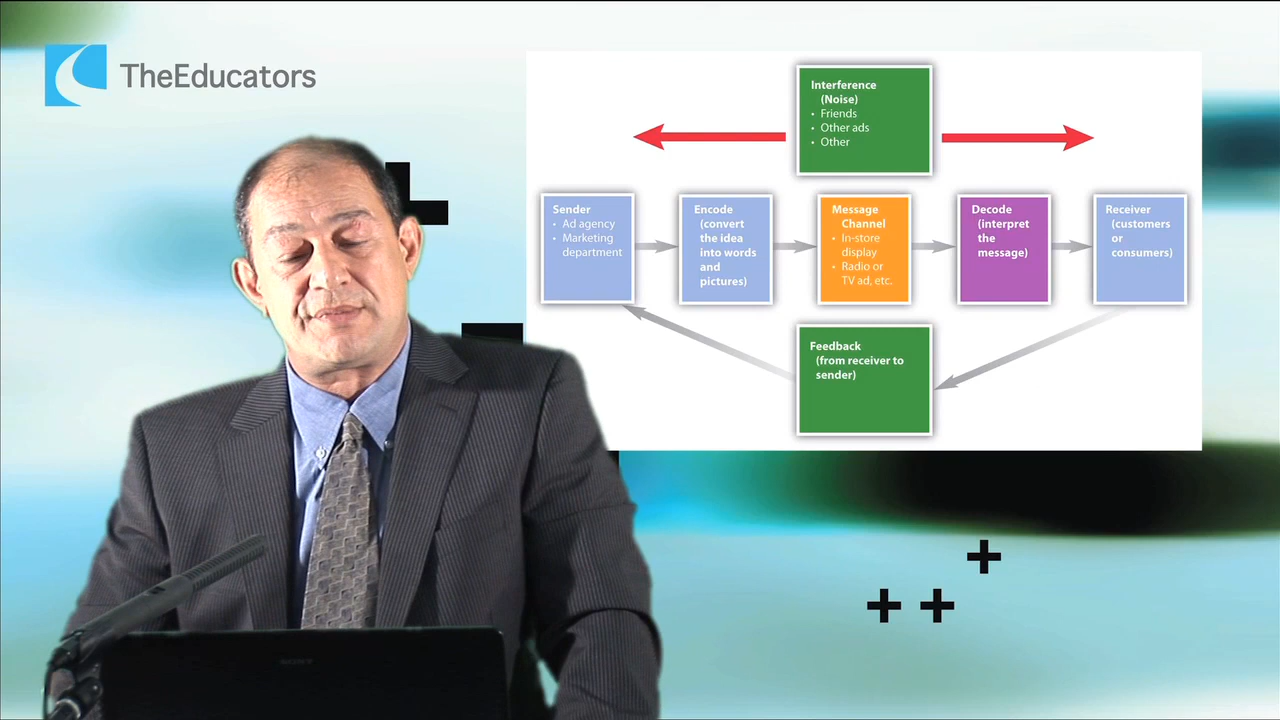 TheEducators
Interference
(Noise)
• Friends
• Other ads
• Other
Sender
• Ad agency
• Marketing
department
Encode
(convert
the idea
into words
and
pictures)
Message
Channel
• In-store
display
• Radio or
TV ad, etc.
Decode
(interpret
the
message)
Receiver
(customers
or
consumers)
Feedback
(from receiver to
sender)
SONY